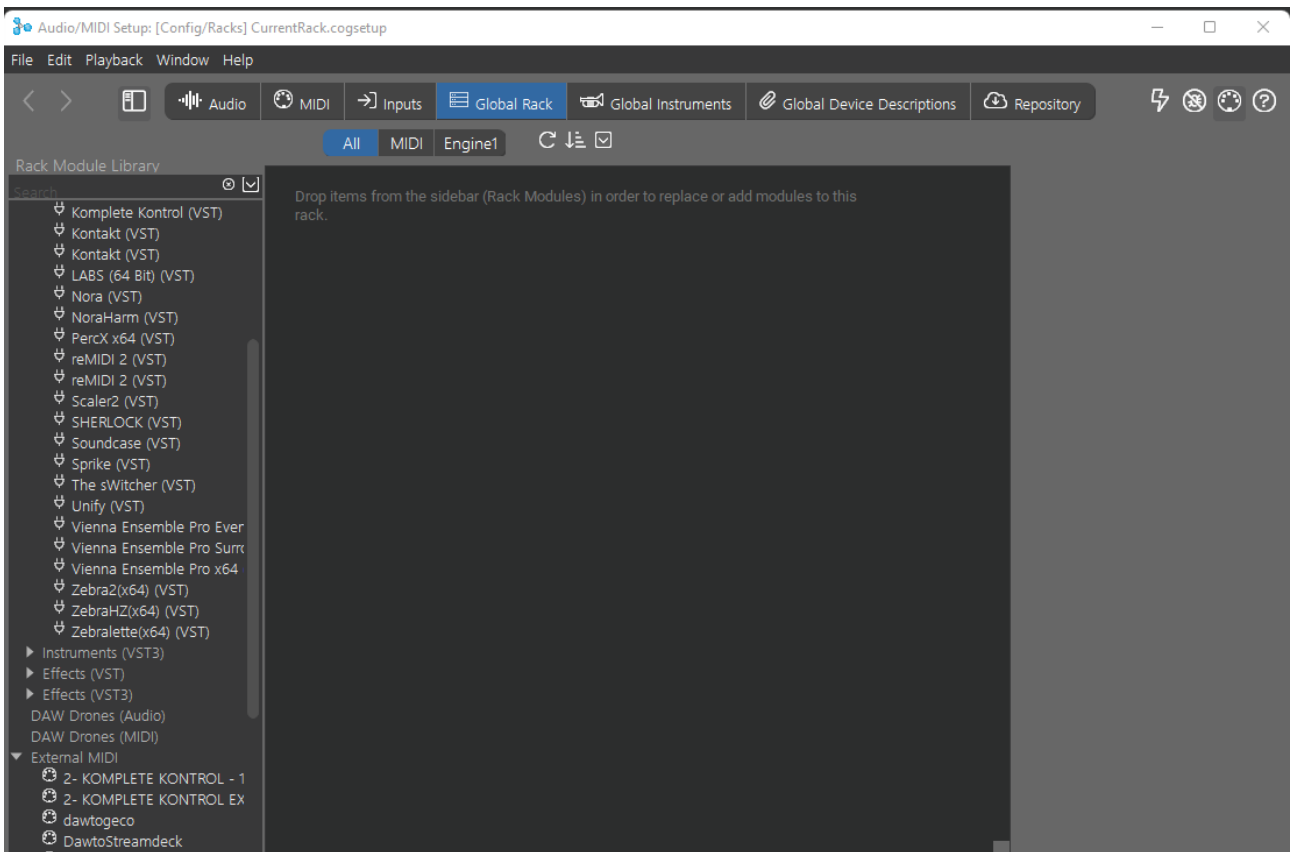 Audio/MIDI Setup: [Config/Racks] CurrentRack.cogsetup
File Edit Playback Window Help
Audio MIDI Inputs Global Rack Global Instruments Global Device Descriptions Repository
All MIDI Engine1
Rack Module Library
Search
Drop items from the sidebar (Rack Modules) in order to replace or add modules to this
rack.
Komplete Kontrol (VST)
Kontakt (VST)
Kontakt (VST)
LABS (64 Bit) (VST)
Nora (VST)
NoraHarm (VST)
PercX x64 (VST)
reMIDI 2 (VST)
reMIDI 2 (VST)
Scaler2 (VST)
SHERLOCK (VST)
Soundcase (VST)
Sprike (VST)
The sWitcher (VST)
Unify (VST)
Vienna Ensemble Pro Ever
Vienna Ensemble Pro Surr
Vienna Ensemble Pro x64
Zebra2(x64) (VST)
ZebraHZ(x64) (VST)
Zebralette(x64) (VST)
Instruments (VST3)
Effects (VST)
Effects (VST3)
DAW Drones (Audio)
DAW Drones (MIDI)
External MIDI
2- KOMPLETE KONTROL - 1
2- KOMPLETE KONTROL EX
dawtogeco
DawtoStreamdeck